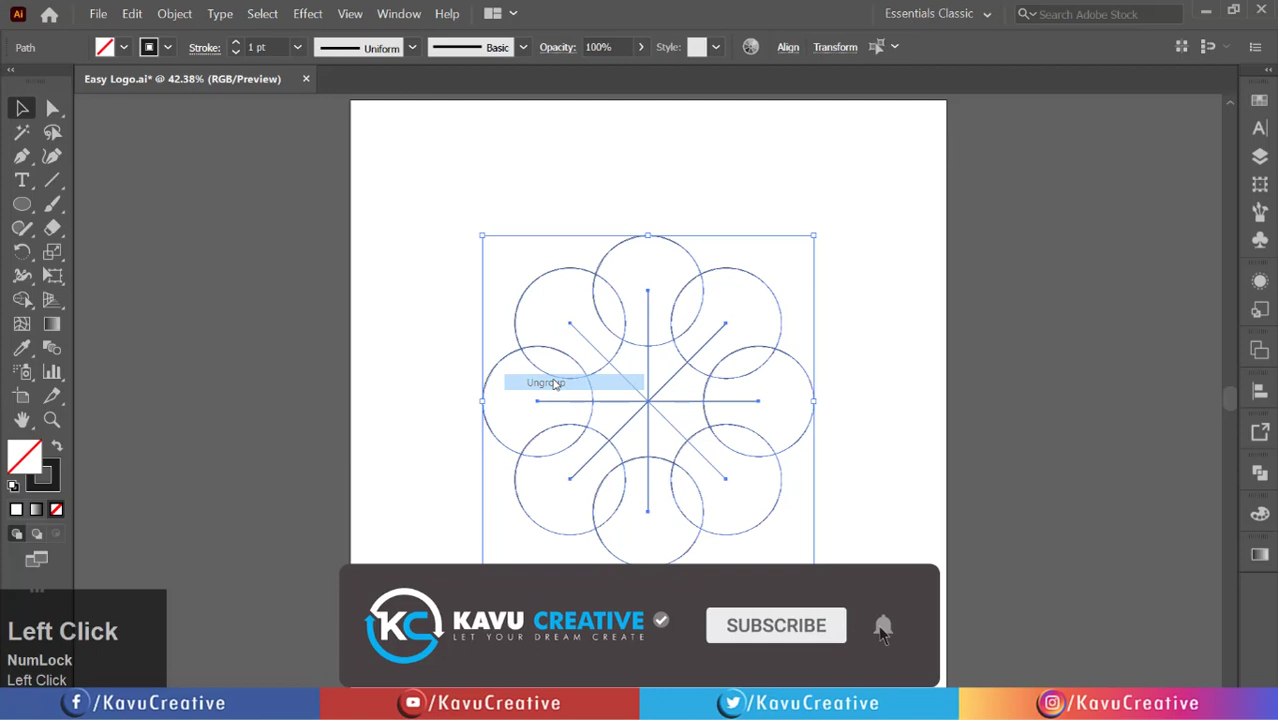 Ai File Edit Object Type Select Effect View Window Help Essentials Classic Search Adobe Stock
Path Stroke: 1 pt Uniform Basic Opacity: 100% Style: Align Transform
Easy Logo.ai* @ 42.38% (RGB/Preview)
Ungroup
Left Click
NumLock
Left Click
KC KAVU CREATIVE
LET YOUR DREAM CREATE
SUBSCRIBE
/KavuCreative /KavuCreative /KavuCreative /KavuCreative